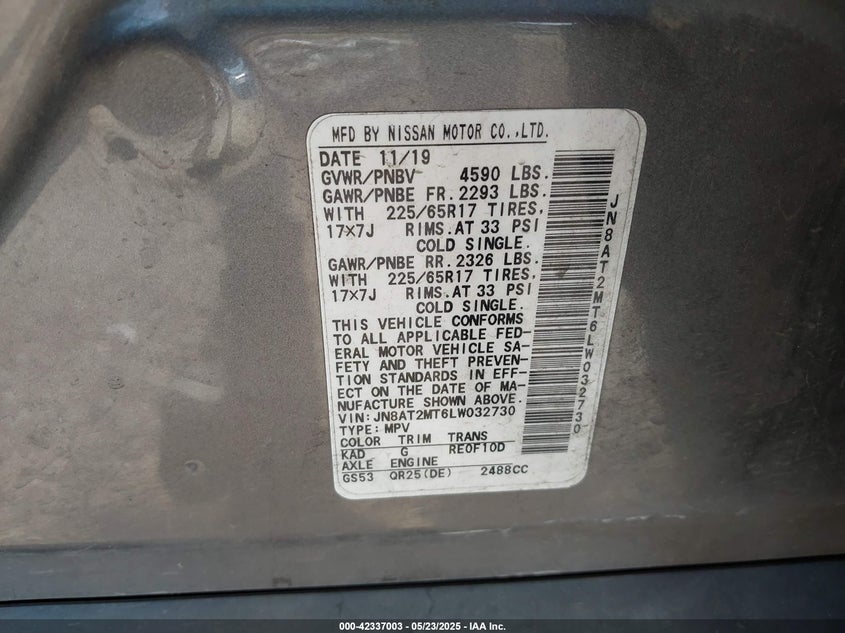 MFD BY NISSAN MOTOR CO.,LTD.
DATE 11/19
GVWR/PNBV 4590 LBS.
GAWR/PNBE FR. 2293 LBS.
WITH 225/65R17 TIRES,
17×7J RIMS.AT 33 PSI
COLD SINGLE.
GAWR/PNBE RR. 2326 LBS.
WITH 225/65R17 TIRES,
17×7J RIMS.AT 33 PSI
COLD SINGLE.
THIS VEHICLE CONFORMS
TO ALL APPLICABLE FED-
ERAL MOTOR VEHICLE SA-
FETY AND THEFT PREVEN-
TION STANDARDS IN EFF-
ECT ON THE DATE OF MA-
NUFACTURE SHOWN ABOVE.
VIN:JN8AT2MT6LW032730
TYPE:MPV
COLOR TRIM TRANS
KAD G RE0F10D
AXLE ENGINE
GS53 QR25(DE) 2488CC
JN8AT2MT6LW032730
000-42337003 — 05/23/2025 — IAA Inc.